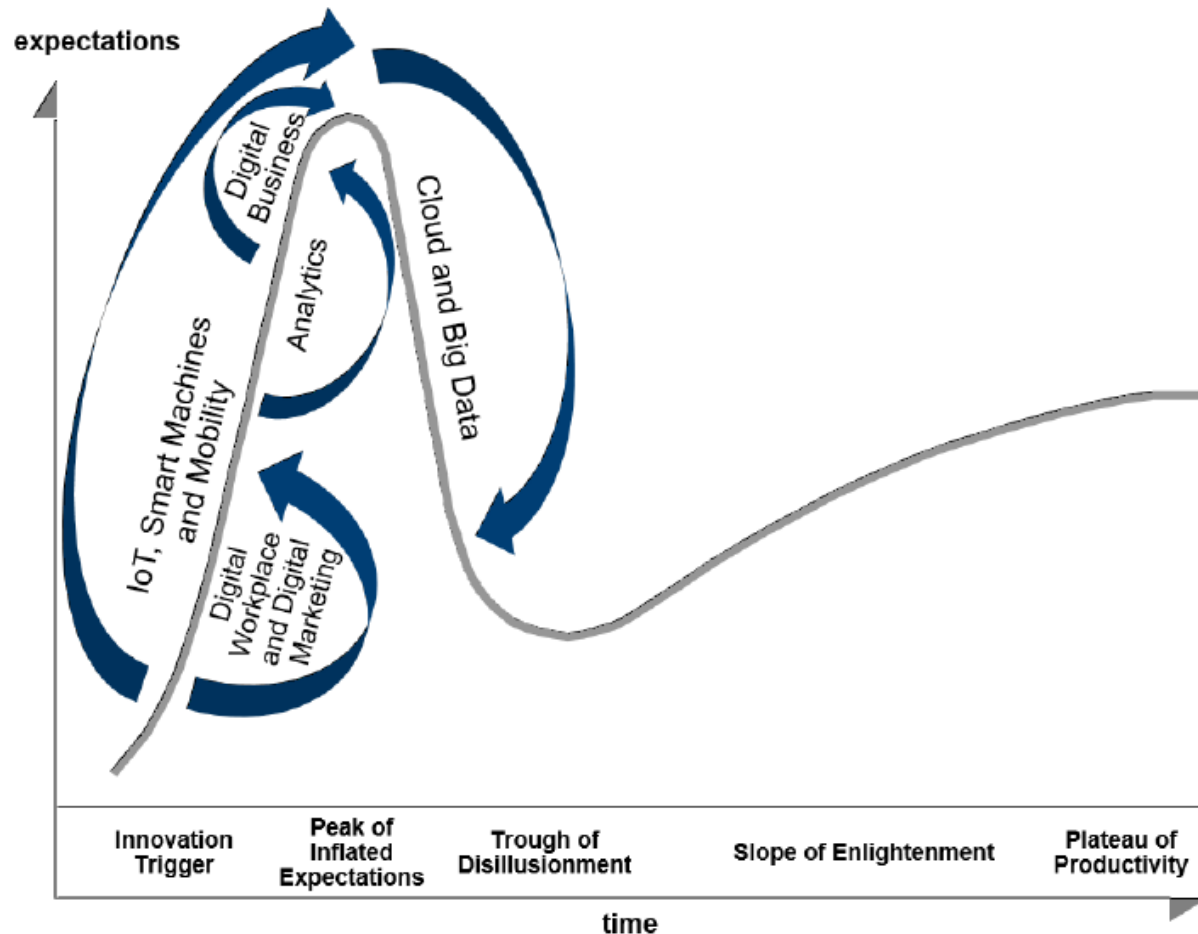 expectations
Digital
Business
Cloud and Big Data
Analytics
IoT, Smart Machines
and Mobility
Digital
Workplace
and Digital
Marketing
Innovation
Trigger
Peak of
Inflated
Expectations
Trough of
Disillusionment
Slope of Enlightenment
Plateau of
Productivity
time